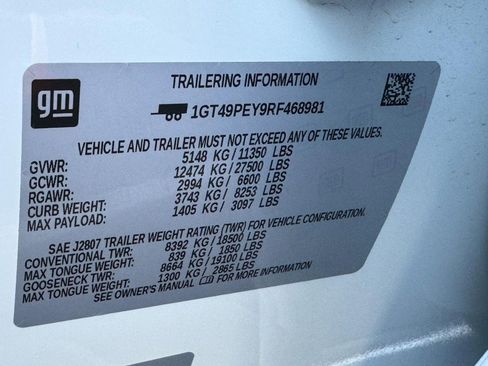 gm
TRAILERING INFORMATION
1GT49PEY9RF468981
VEHICLE AND TRAILER MUST NOT EXCEED ANY OF THESE VALUES.
GVWR: 5148 KG / 11350 LBS
GCWR: 12474 KG / 27500 LBS
RGAWR: 2994 KG / 6600 LBS
CURB WEIGHT: 3743 KG / 8253 LBS
MAX PAYLOAD: 1405 KG / 3097 LBS
SAE J2807 TRAILER WEIGHT RATING (TWR) FOR VEHICLE CONFIGURATION.
CONVENTIONAL TWR: 8392 KG / 18500 LBS
MAX TONGUE WEIGHT: 839 KG / 1850 LBS
GOOSENECK TWR: 8664 KG / 19100 LBS
MAX TONGUE WEIGHT: 1300 KG / 2865 LBS
SEE OWNER'S MANUAL FOR MORE INFORMATION